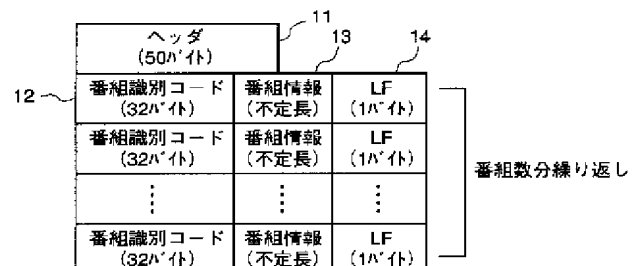 11
ヘッダ
(50バイト)
13
14
12
番組識別コード 番組情報 LF
(32バイト) (不定長) (1バイト)
番組識別コード 番組情報 LF
(32バイト) (不定長) (1バイト)
⋮ ⋮ ⋮
番組識別コード 番組情報 LF
(32バイト) (不定長) (1バイト)
番組数分繰り返し